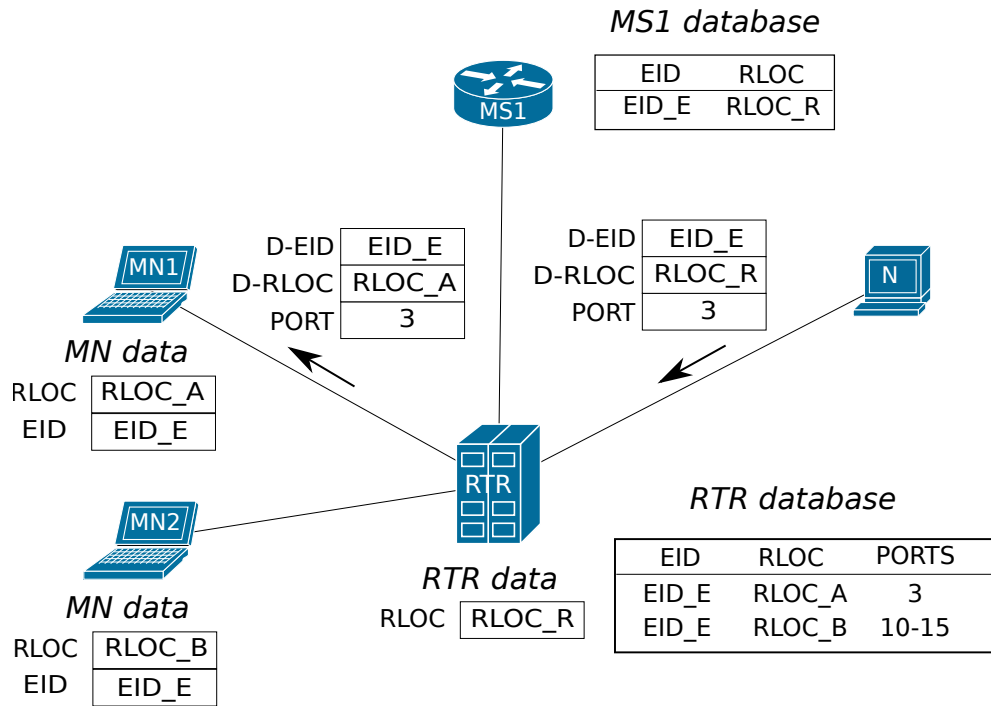 MS1 database
EID RLOC
EID_E RLOC_R
MS1
D-EID EID_E
D-RLOC RLOC_A
PORT 3
D-EID EID_E
D-RLOC RLOC_R
PORT 3
MN1
N
MN data
RLOC RLOC_A
EID EID_E
RTR
MN2
MN data
RLOC RLOC_B
EID EID_E
RTR data
RLOC RLOC_R
RTR database
EID RLOC PORTS
EID_E RLOC_A 3
EID_E RLOC_B 10-15